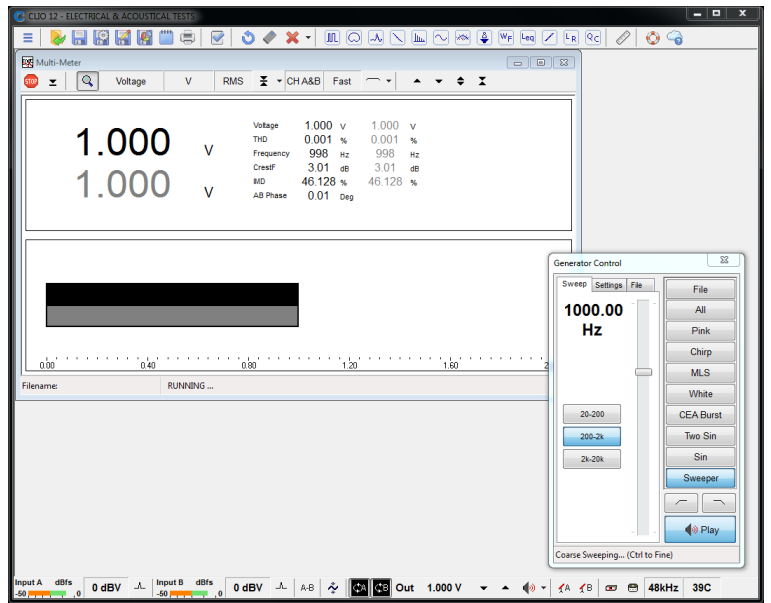 CLIO 12 - ELECTRICAL & ACOUSTICAL TESTS
WF Leq LR QC
Multi-Meter
STOP Voltage V RMS CH A&B Fast
1.000 V
1.000 V
Voltage 1.000 V 1.000 V
THD 0.001 % 0.001 %
Frequency 998 Hz 998 Hz
CrestF 3.01 dB 3.01 dB
IMD 46.128 % 46.128 %
AB Phase 0.01 Deg
0.00 0.40 0.80 1.20 1.60 2
Filename: RUNNING ...
Generator Control
Sweep Settings File
1000.00
Hz
20-200
200-2k
2k-20k
File
All
Pink
Chirp
MLS
White
CEA Burst
Two Sin
Sin
Sweeper
Play
Coarse Sweeping... (Ctrl to Fine)
Input A dBfs
-50 ,0
0 dBV
Input B dBfs
-50 ,0
0 dBV
A-B
A B Out 1.000 V
A B 48kHz 39C